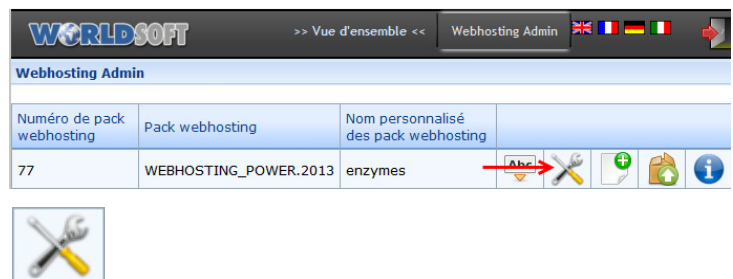 WORLDSOFT
>> Vue d'ensemble <<
Webhosting Admin
Webhosting Admin
Numéro de pack webhosting
Pack webhosting
Nom personnalisé des pack webhosting
77
WEBHOSTING_POWER.2013
enzymes
Abc